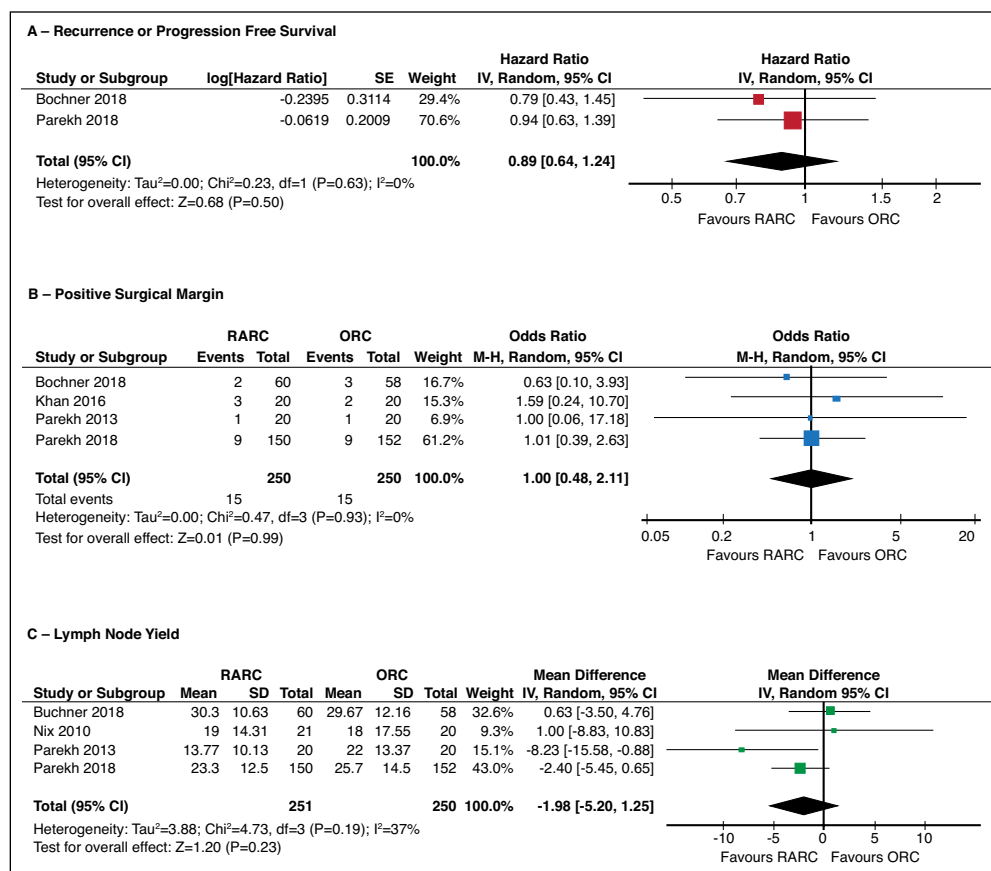 A – Recurrence or Progression Free Survival
Hazard Ratio Hazard Ratio
Study or Subgroup log[Hazard Ratio] SE Weight IV, Random, 95% CI IV, Random, 95% CI
Bochner 2018 -0.2395 0.3114 29.4% 0.79 [0.43, 1.45]
Parekh 2018 -0.0619 0.2009 70.6% 0.94 [0.63, 1.39]
Total (95% CI) 100.0% 0.89 [0.64, 1.24]
Heterogeneity: Tau²=0.00; Chi²=0.23, df=1 (P=0.63); I²=0%
Test for overall effect: Z=0.68 (P=0.50)
0.5 0.7 1 1.5 2
Favours RARC Favours ORC
B – Positive Surgical Margin
RARC ORC Odds Ratio Odds Ratio
Study or Subgroup Events Total Events Total Weight M-H, Random, 95% CI M-H, Random, 95% CI
Bochner 2018 2 60 3 58 16.7% 0.63 [0.10, 3.93]
Khan 2016 3 20 2 20 15.3% 1.59 [0.24, 10.70]
Parekh 2013 1 20 1 20 6.9% 1.00 [0.06, 17.18]
Parekh 2018 9 150 9 152 61.2% 1.01 [0.39, 2.63]
Total (95% CI) 250 250 100.0% 1.00 [0.48, 2.11]
Total events 15 15
Heterogeneity: Tau²=0.00; Chi²=0.47, df=3 (P=0.93); I²=0%
Test for overall effect: Z=0.01 (P=0.99)
0.05 0.2 1 5 20
Favours RARC Favours ORC
C – Lymph Node Yield
RARC ORC Mean Difference Mean Difference
Study or Subgroup Mean SD Total Mean SD Total Weight IV, Random, 95% CI IV, Random 95% CI
Buchner 2018 30.3 10.63 60 29.67 12.16 58 32.6% 0.63 [-3.50, 4.76]
Nix 2010 19 14.31 21 18 17.55 20 9.3% 1.00 [-8.83, 10.83]
Parekh 2013 13.77 10.13 20 22 13.37 20 15.1% -8.23 [-15.58, -0.88]
Parekh 2018 23.3 12.5 150 25.7 14.5 152 43.0% -2.40 [-5.45, 0.65]
Total (95% CI) 251 250 100.0% -1.98 [-5.20, 1.25]
Heterogeneity: Tau²=3.88; Chi²=4.73, df=3 (P=0.19); I²=37%
Test for overall effect: Z=1.20 (P=0.23)
-10 -5 0 5 10
Favours RARC Favours ORC